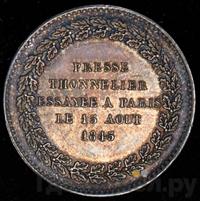 PRESSE
THONNELIER
ESSAYÉE A PARIS
LE 15 AOUT
1845